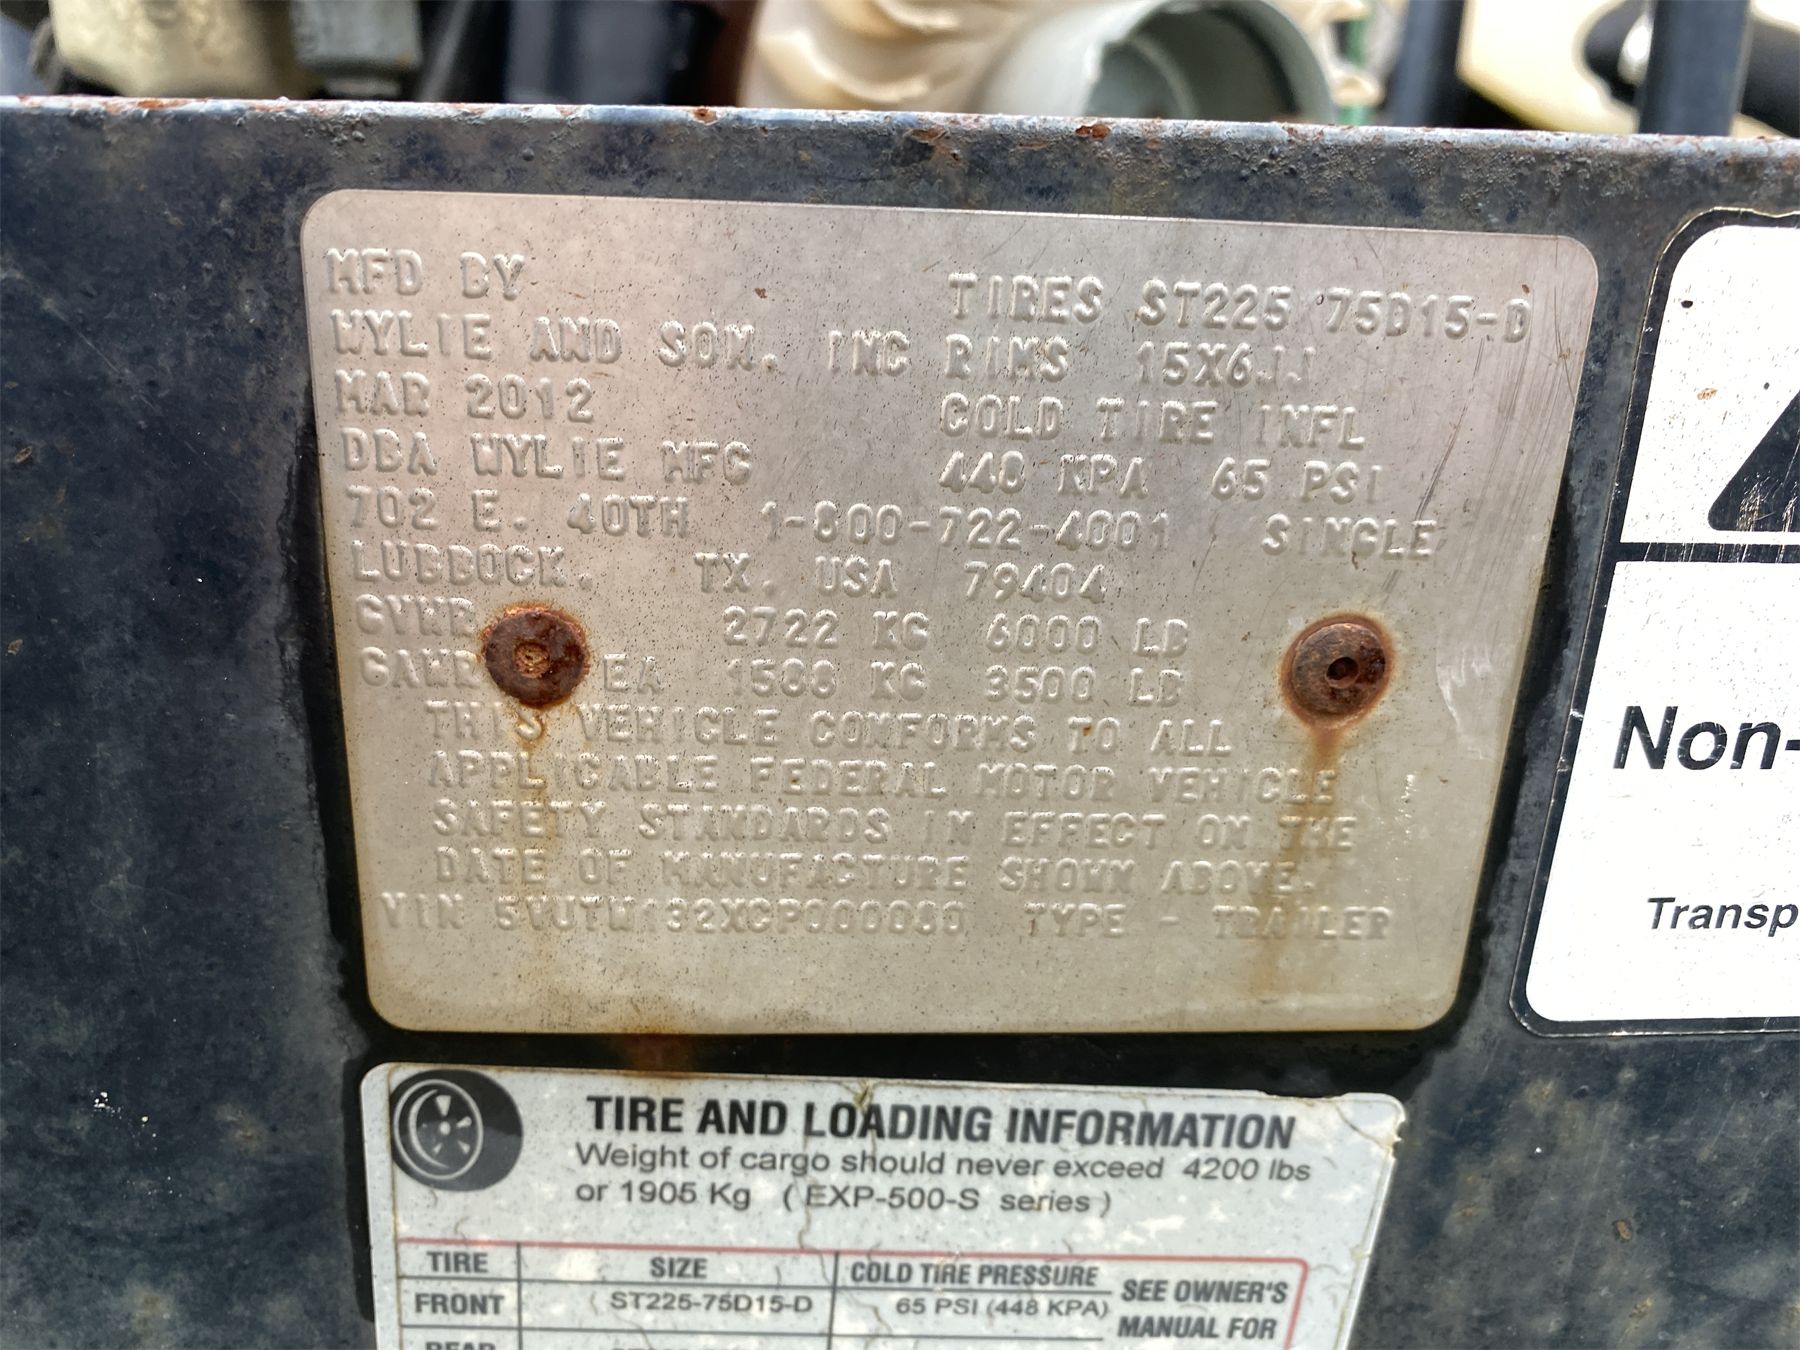 MFD BY
TIRES ST225 75D15-D
WYLIE AND SON, INC RIMS 15X6JJ
MAR 2012
COLD TIRE INFL
DBA WYLIE MFG
448 KPA 65 PSI
702 E. 40TH 1-800-722-4001 SINGLE
LUBBOCK, TX. USA 79404
GVWR 2722 KG 6000 LB
GAWR EA 1588 KG 3500 LB
THIS VEHICLE CONFORMS TO ALL
APPLICABLE FEDERAL MOTOR VEHICLE
SAFETY STANDARDS IN EFFECT ON THE
DATE OF MANUFACTURE SHOWN ABOVE.
VIN TYPE - TRAILER
Non-
Transp
TIRE AND LOADING INFORMATION
Weight of cargo should never exceed 4200 lbs
or 1905 Kg (EXP-500-S series)
TIRE SIZE COLD TIRE PRESSURE SEE OWNER'S
FRONT ST225-75D15-D 65 PSI (448 KPA) MANUAL FOR
REAR